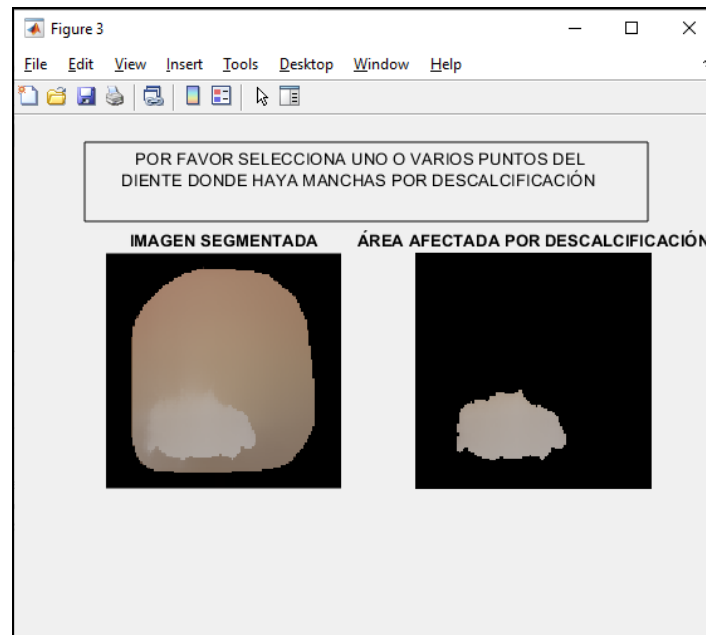 Figure 3
File Edit View Insert Tools Desktop Window Help
POR FAVOR SELECCIONA UNO O VARIOS PUNTOS DEL
DIENTE DONDE HAYA MANCHAS POR DESCALCIFICACIÓN
IMAGEN SEGMENTADA ÁREA AFECTADA POR DESCALCIFICACIÓN